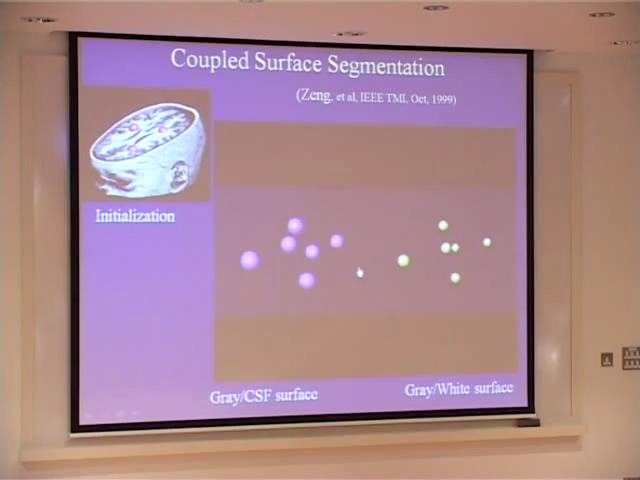 Coupled Surface Segmentation
(Zeng, et al, IEEE TMI, Oct, 1999)
Initialization
Gray/CSF surface
Gray/White surface